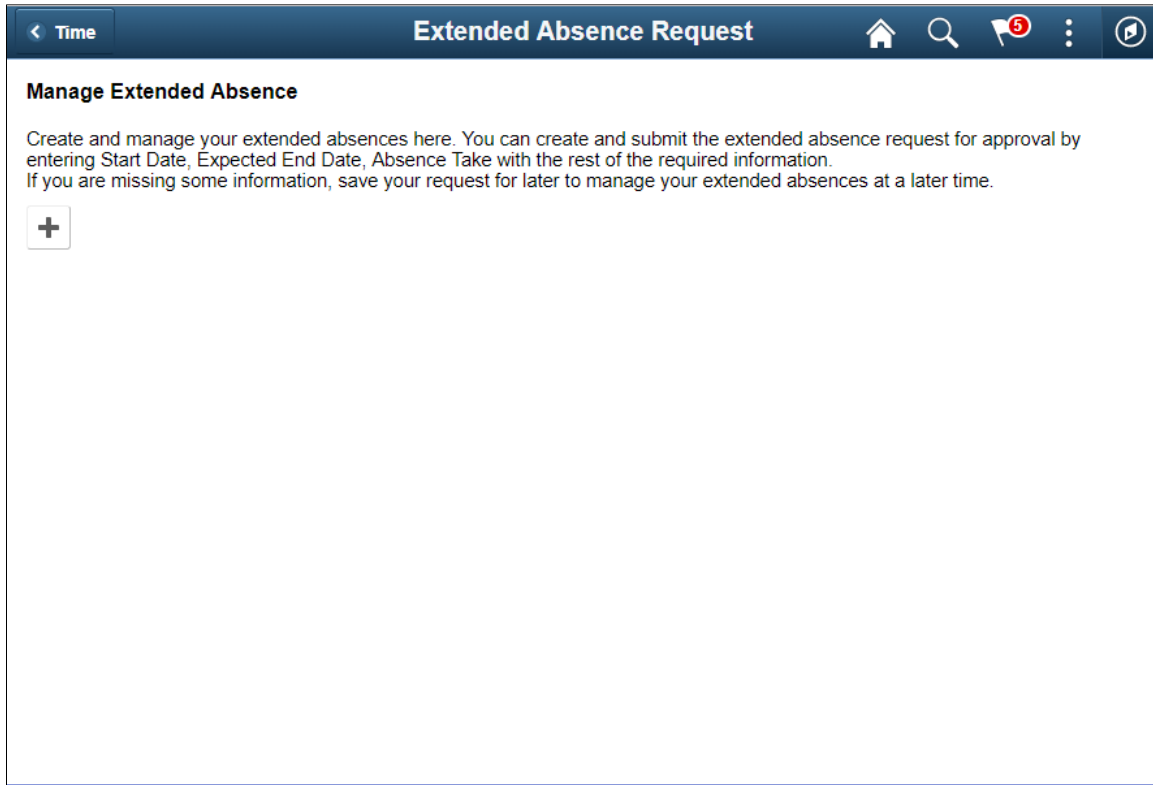 Time
Extended Absence Request
5
Manage Extended Absence
Create and manage your extended absences here. You can create and submit the extended absence request for approval by
entering Start Date, Expected End Date, Absence Take with the rest of the required information.
If you are missing some information, save your request for later to manage your extended absences at a later time.